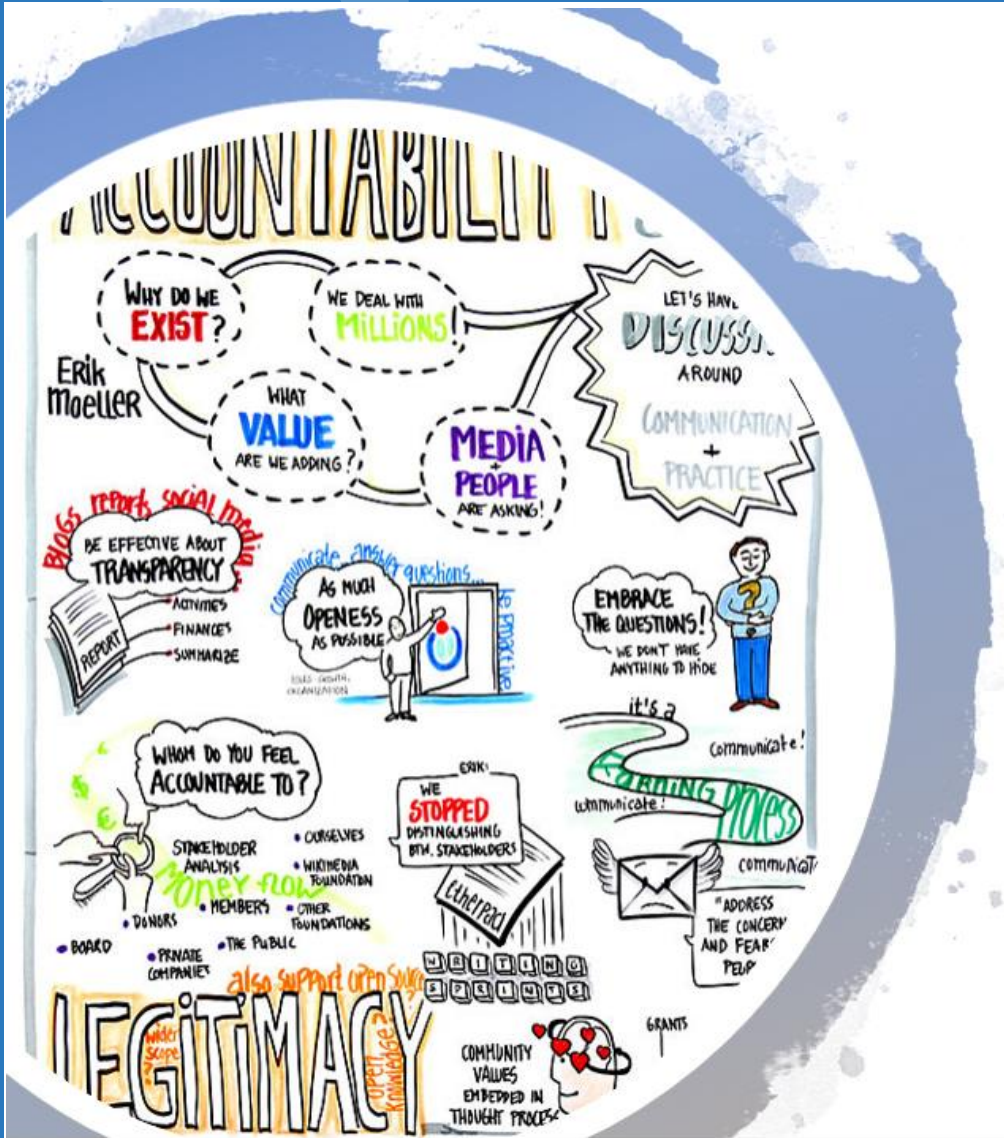 ACCOUNTABILITY
WHY DO WE
EXIST?
WE DEAL WITH
MILLIONS!
LET'S HAVE
DISCUSSI
AROUND
COMMUNICATION
+
PRACTICE
ERIK
MOELLER
WHAT
VALUE
ARE WE ADDING?
MEDIA
+
PEOPLE
ARE ASKING!
BLOGS reports social media...
BE EFFECTIVE ABOUT
TRANSPARENCY
REPORT
ACTIVITIES
FINANCES
SUMMARIZE
communicate, answer questions...
be proactive
AS MUCH
OPENESS
AS POSSIBLE
ORGANIZATION
EMBRACE
THE QUESTIONS!
WE DON'T HAVE
ANYTHING TO HIDE
it's a
LEARNING PROCESS
communicate!
communicate!
communicat
WHOM DO YOU FEEL
ACCOUNTABLE TO?
$
€
STAKEHOLDER
ANALYSIS
Money flow
• OURSELVES
• WIKIMEDIA
FOUNDATION
• MEMBERS
• OTHER
FOUNDATIONS
• DONORS
• BOARD
• PRIVATE
COMPANIES
• THE PUBLIC
also support open source?
ERIK:
WE
STOPPED
DISTINGUISHING
BTW. STAKEHOLDERS
etherpad
WRITING
SPRINTS
"ADDRESS
THE CONCERN
AND FEAR
PEOP
LEGITIMACY
wider
scope?
open
knowledge?
COMMUNITY
VALUES
EMBEDDED IN
THOUGHT PROCESS
GRANTS